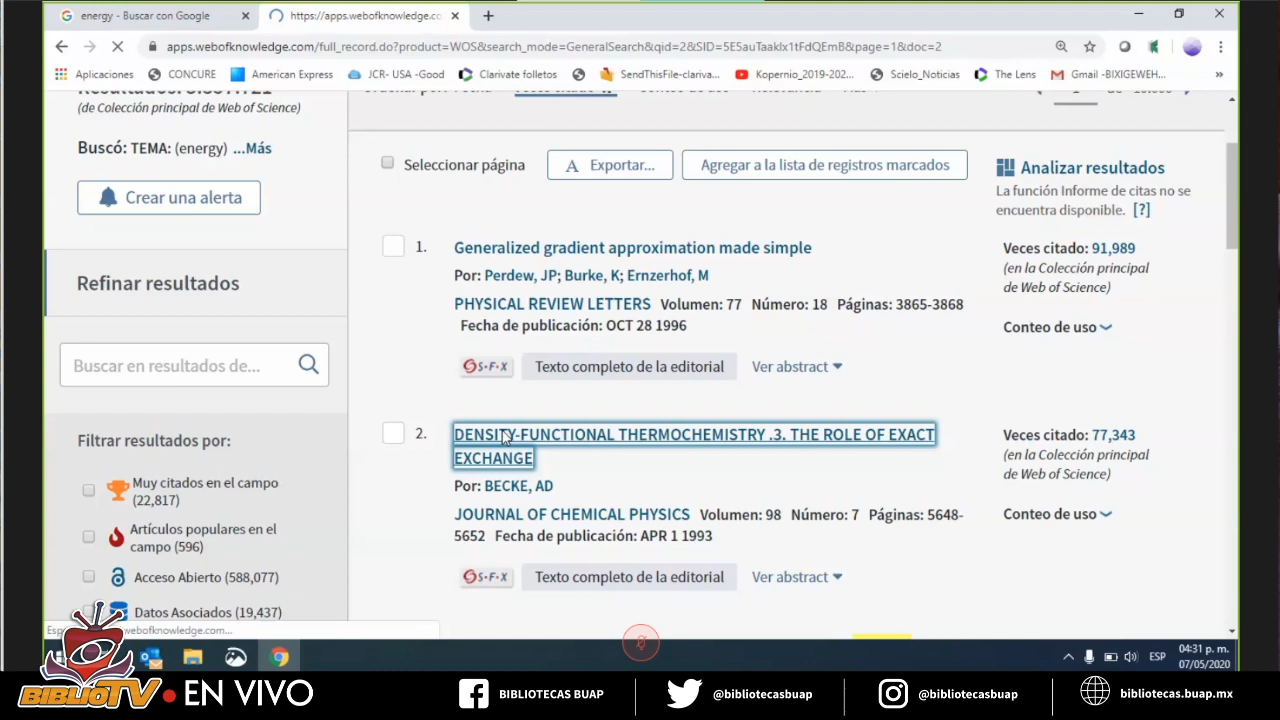 energy - Buscar con Google
https://apps.webofknowledge.co
apps.webofknowledge.com/full_record.do?product=WOS&search_mode=GeneralSearch&qid=2&SID=5E5auTaaklx1tFdQEmB&page=1&doc=2
Aplicaciones CONCURE American Express JCR- USA -Good Clarivate folletos SendThisFile-clariva... Kopernio_2019-202... Scielo_Noticias The Lens Gmail -BIXIGEWEH... »
(de Colección principal de Web of Science)
Buscó: TEMA: (energy) ...Más
Crear una alerta
Refinar resultados
Buscar en resultados de...
Filtrar resultados por:
Muy citados en el campo
(22,817)
Artículos populares en el
campo (596)
Acceso Abierto (588,077)
Datos Asociados (19,437)
Seleccionar página
Exportar...
Agregar a la lista de registros marcados
Analizar resultados
La función Informe de citas no se
encuentra disponible. [?]
1. Generalized gradient approximation made simple
Por: Perdew, JP; Burke, K; Ernzerhof, M
PHYSICAL REVIEW LETTERS Volumen: 77 Número: 18 Páginas: 3865-3868
Fecha de publicación: OCT 28 1996
S·F·X Texto completo de la editorial Ver abstract
Veces citado: 91,989
(en la Colección principal
de Web of Science)
Conteo de uso
2. DENSITY-FUNCTIONAL THERMOCHEMISTRY .3. THE ROLE OF EXACT
EXCHANGE
Por: BECKE, AD
JOURNAL OF CHEMICAL PHYSICS Volumen: 98 Número: 7 Páginas: 5648-
5652 Fecha de publicación: APR 1 1993
S·F·X Texto completo de la editorial Ver abstract
Veces citado: 77,343
(en la Colección principal
de Web of Science)
Conteo de uso
webofknowledge.com...
ESP
04:31 p. m.
07/05/2020
BIBLIOTV • EN VIVO
BIBLIOTECAS BUAP
@bibliotecasbuap
@bibliotecasbuap
bibliotecas.buap.mx